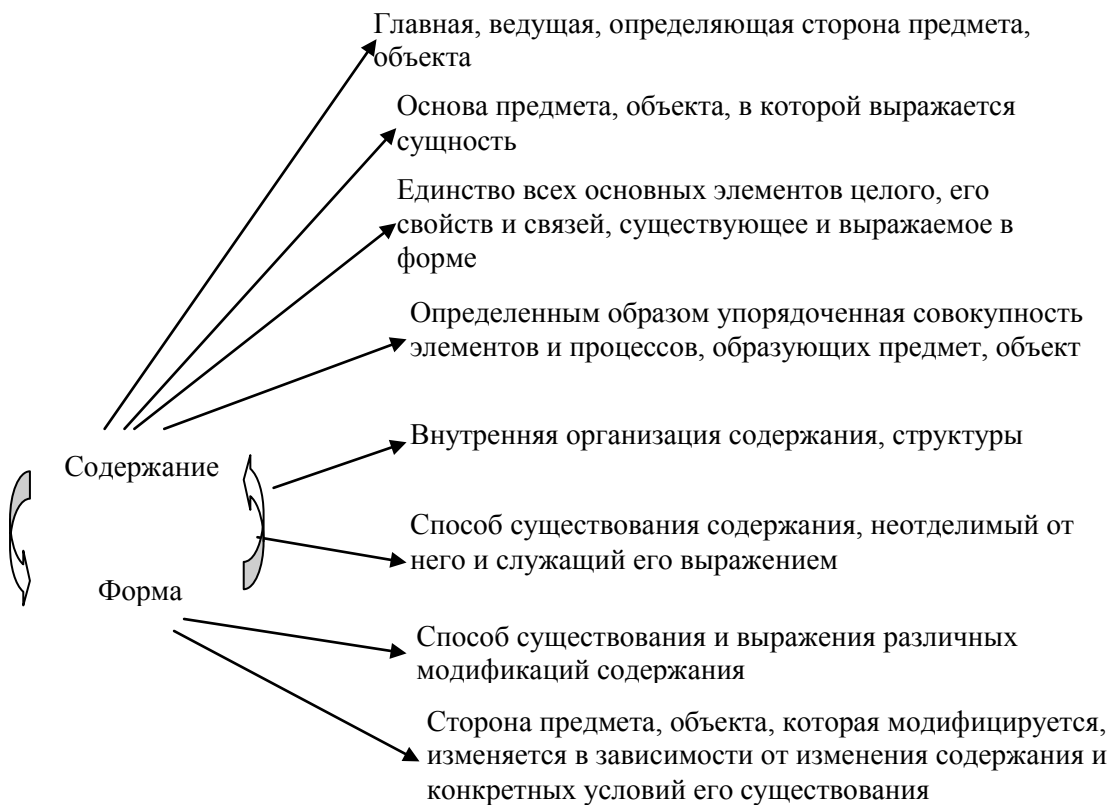 Главная, ведущая, определяющая сторона предмета,
объекта
Основа предмета, объекта, в которой выражается
сущность
Единство всех основных элементов целого, его
свойств и связей, существующее и выражаемое в
форме
Определенным образом упорядоченная совокупность
элементов и процессов, образующих предмет, объект
Внутренняя организация содержания, структуры
Содержание
Способ существования содержания, неотделимый от
него и служащий его выражением
Форма
Способ существования и выражения различных
модификаций содержания
Сторона предмета, объекта, которая модифицируется,
изменяется в зависимости от изменения содержания и
конкретных условий его существования